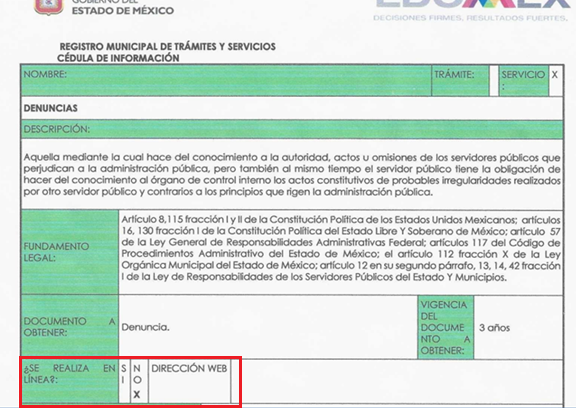 ESTADO DE MÉXICO
DECISIONES FIRMES, RESULTADOS FUERTES.
REGISTRO MUNICIPAL DE TRÁMITES Y SERVICIOS
CÉDULA DE INFORMACIÓN
NOMBRE: TRÁMITE: SERVICIO : X
DENUNCIAS
DESCRIPCIÓN:
Aquella mediante la cual hace del conocimiento a la autoridad, actos u omisiones de los servidores públicos que
perjudican a la administración pública, pero también al mismo tiempo el servidor público tiene la obligación de
hacer del conocimiento al órgano de control interno los actos constitutivos de probables irregularidades realizados
por otro servidor público y contrarios a los principios que rigen la administración pública.
FUNDAMENTO
LEGAL:
Artículo 8,115 fracción I y II de la Constitución Política de los Estados Unidos Mexicanos; artículos
16, 130 fracción I de la Constitución Política del Estado Libre Y Soberano de México; artículo 57
de la Ley General de Responsabilidades Administrativas Federal; artículos 117 del Código de
Procedimientos Administrativo del Estado de México; el artículo 112 fracción X de la Ley
Orgánica Municipal del Estado de México; artículo 12 en su segundo párrafo, 13, 14, 42 fracción
I de la Ley de Responsabilidades de los Servidores Públicos del Estado Y Municipios.
DOCUMENTO A
OBTENER:
Denuncia.
VIGENCIA
DEL
DOCUME
NTO A
OBTENER:
3 años
¿SE REALIZA EN
LÍNEA?:
S
I
N
O
X
DIRECCIÓN WEB